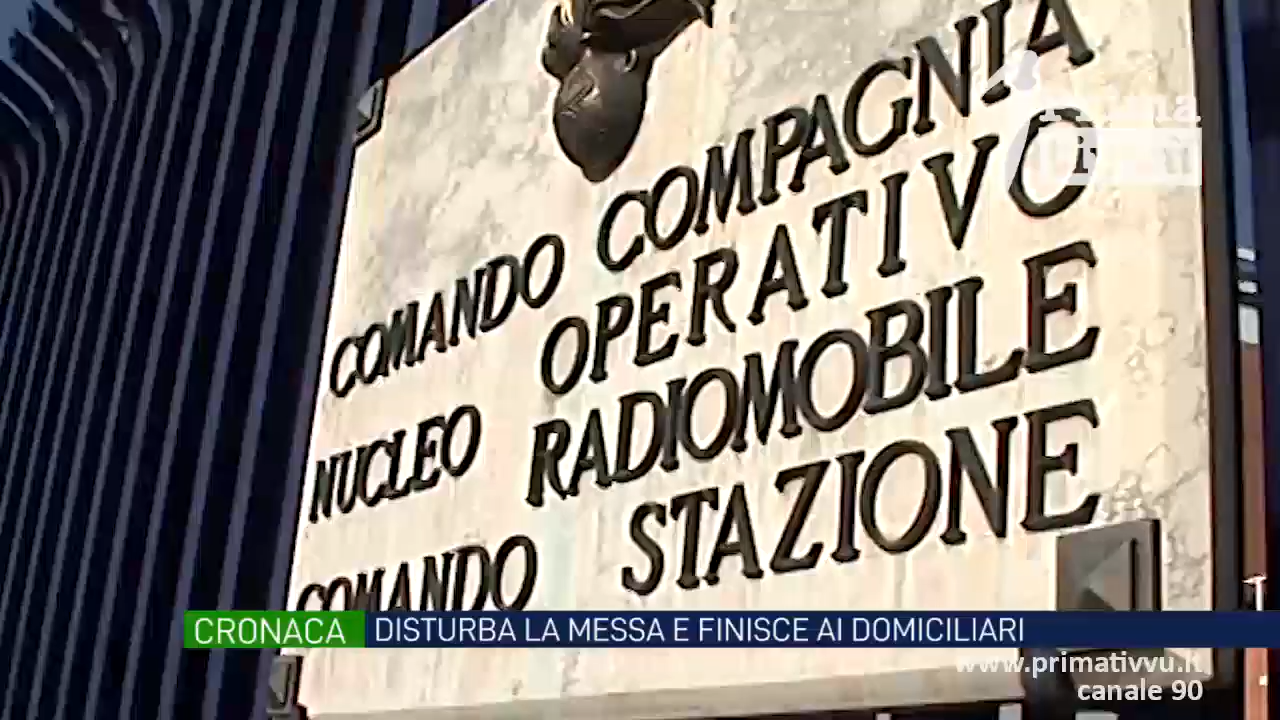 Prima
COMANDO COMPAGNIA
NUCLEO OPERATIVO
RADIOMOBILE
COMANDO STAZIONE
CRONACA DISTURBA LA MESSA E FINISCE AI DOMICILIARI
www.primativvu.it
canale 90